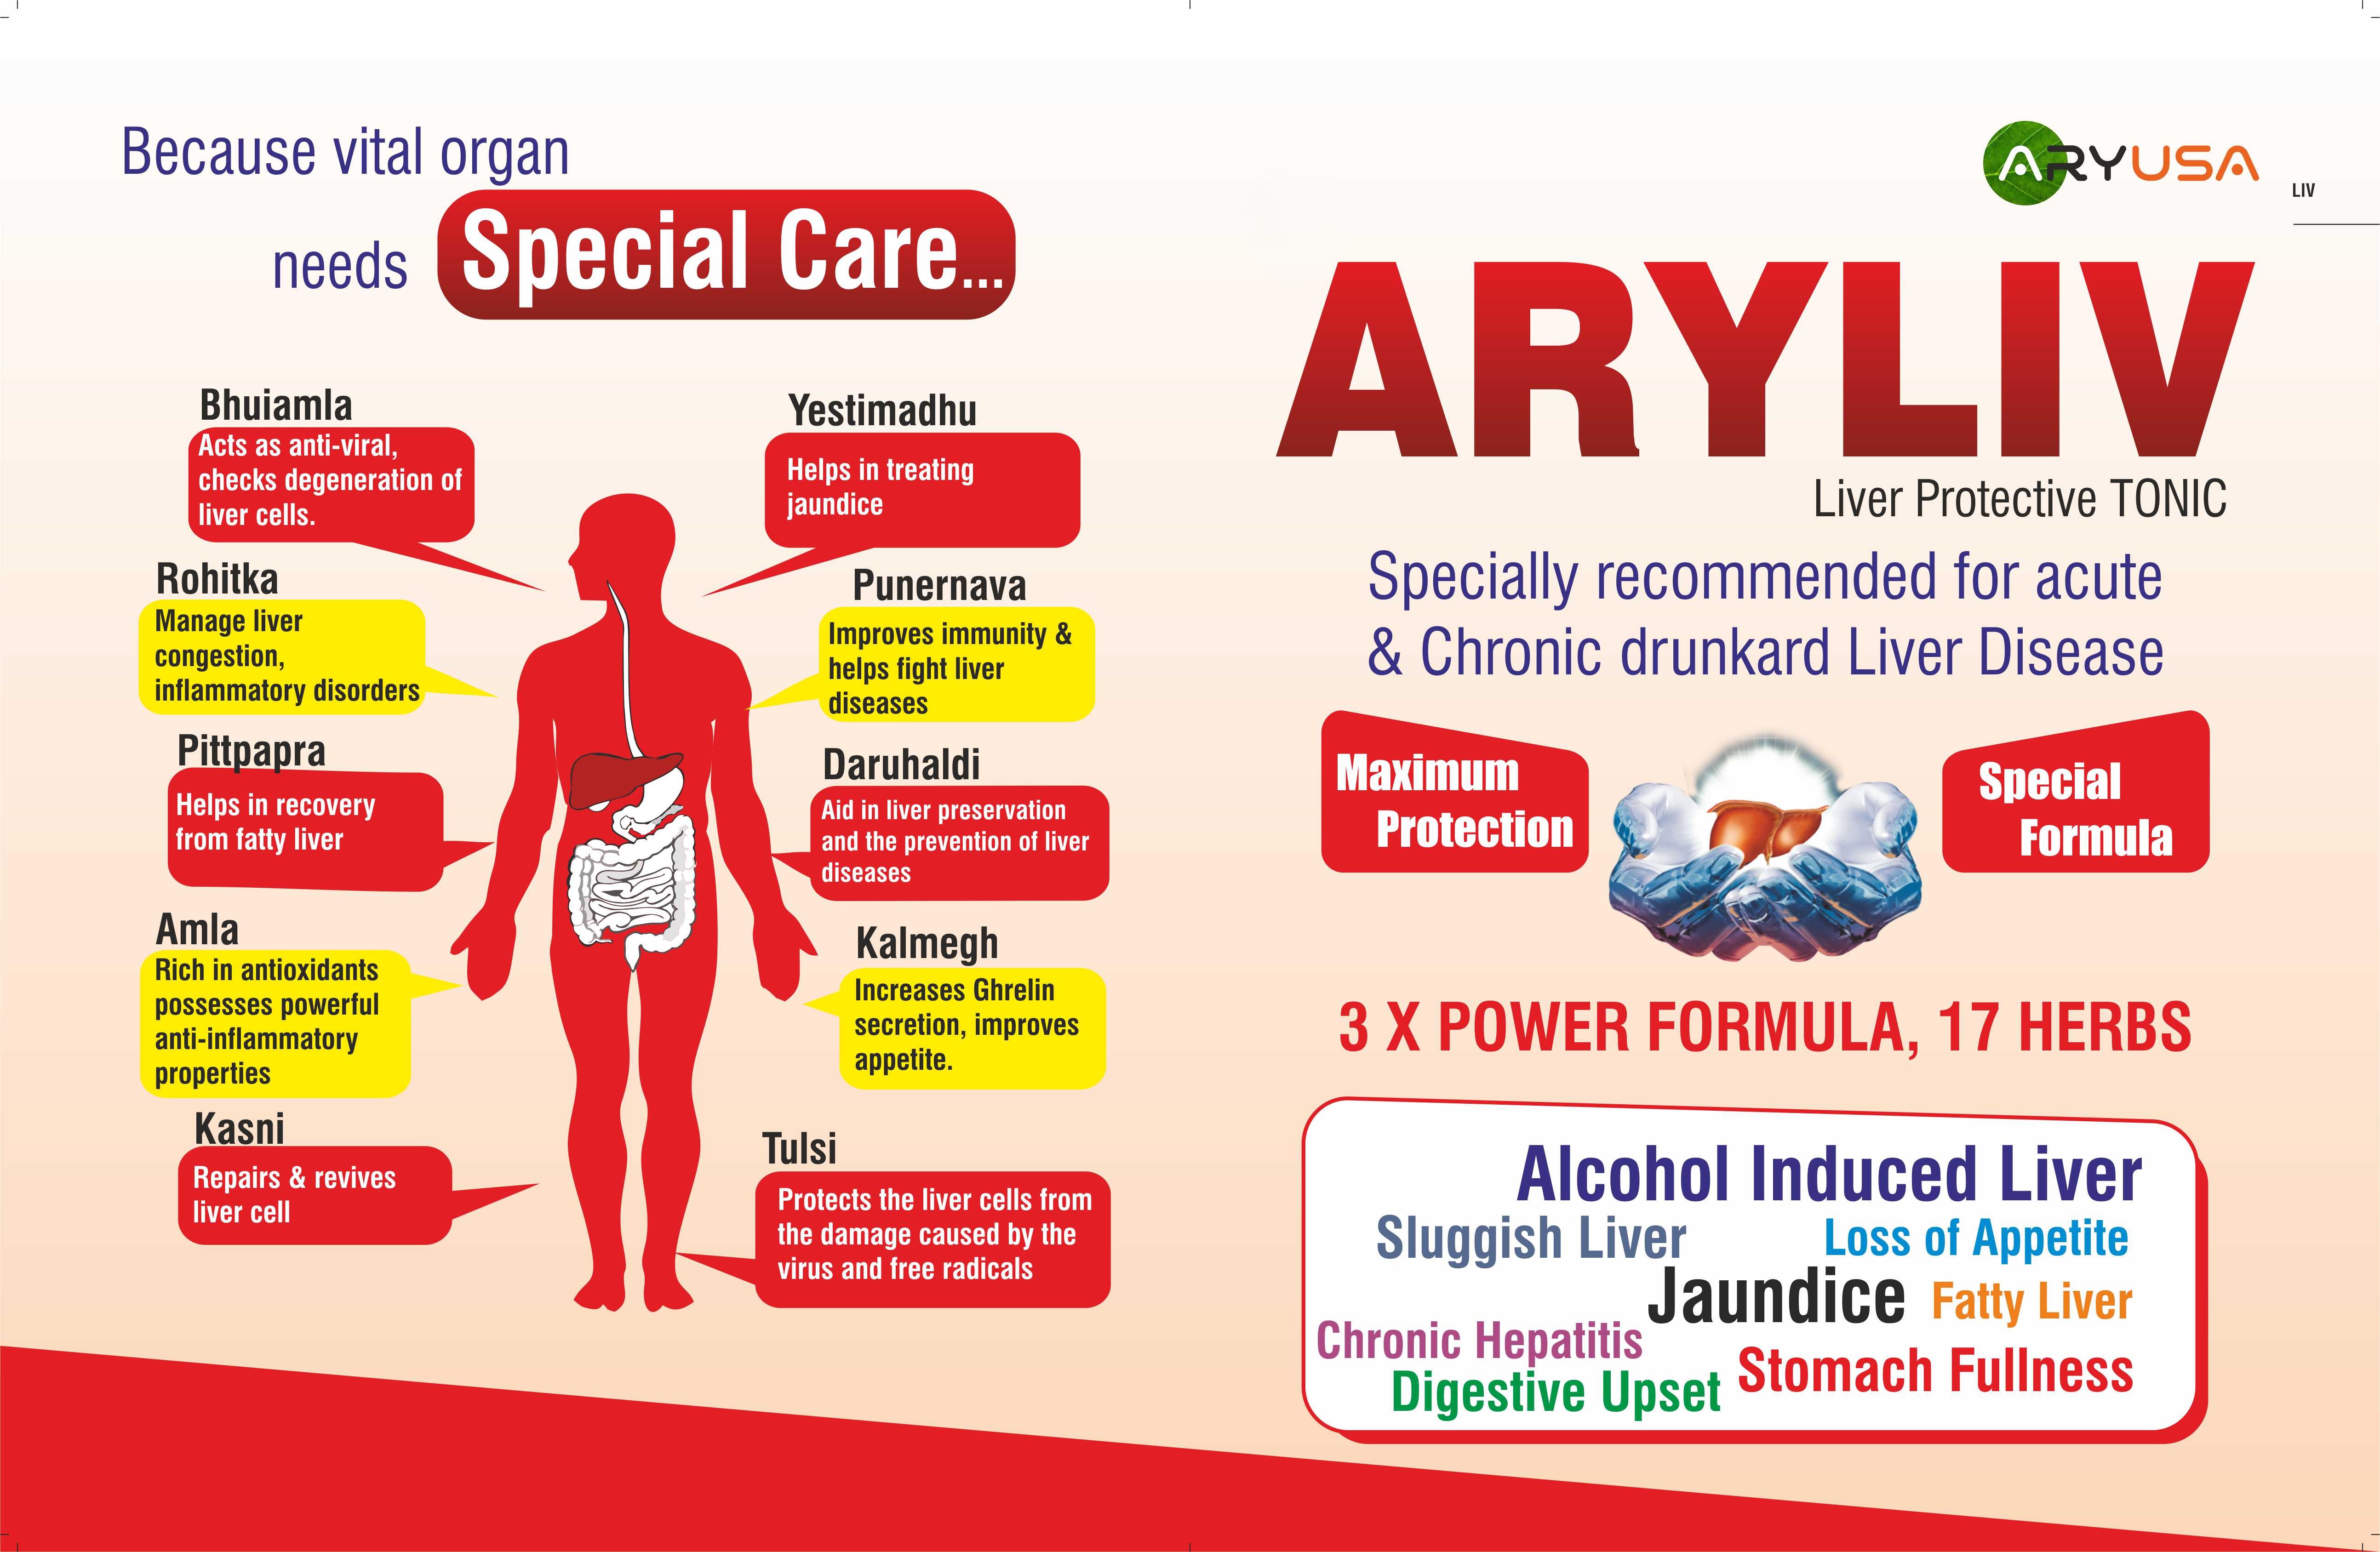 Because vital organ
needs Special Care...
Bhuiamla
Acts as anti-viral,
checks degeneration of
liver cells.
Rohitka
Manage liver
congestion,
inflammatory disorders
Pittpapra
Helps in recovery
from fatty liver
Amla
Rich in antioxidants
possesses powerful
anti-inflammatory
properties
Kasni
Repairs & revives
liver cell
Yestimadhu
Helps in treating
jaundice
Punernava
Improves immunity &
helps fight liver
diseases
Daruhaldi
Aid in liver preservation
and the prevention of liver
diseases
Kalmegh
Increases Ghrelin
secretion, improves
appetite.
Tulsi
Protects the liver cells from
the damage caused by the
virus and free radicals
ARYUSA
LIV
ARYLIV
Liver Protective TONIC
Specially recommended for acute
& Chronic drunkard Liver Disease
Maximum
Protection
Special
Formula
3 X POWER FORMULA, 17 HERBS
Alcohol Induced Liver
Sluggish Liver
Loss of Appetite
Jaundice
Fatty Liver
Chronic Hepatitis
Stomach Fullness
Digestive Upset